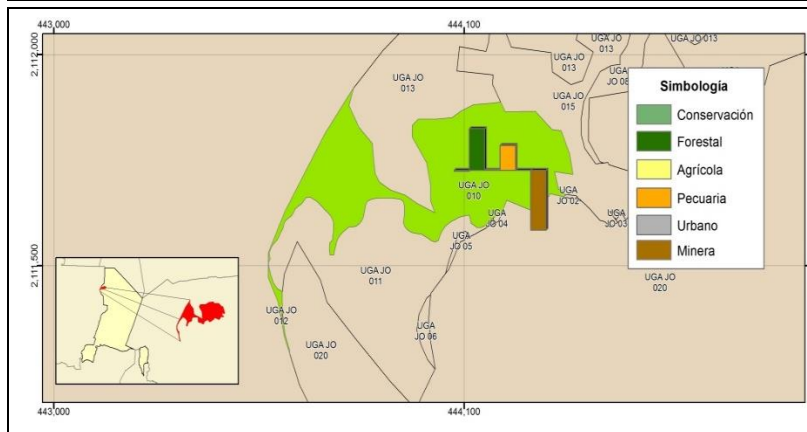 443,000
444,100
2,112,000
2,111,500
UGA JO
013
UGA JO
013
UGA JO
013
UGA JO 013
UGA JO
015
UGA JO
010
UGA
JO 02
UGA
JO 04
UGA
JO 05
UGA
JO 03
UGA JO
011
UGA JO
012
UGA JO
020
UGA
JO 06
UGA JO
020
Simbología
Conservación
Forestal
Agrícola
Pecuaria
Urbano
Minera
443,000
444,100